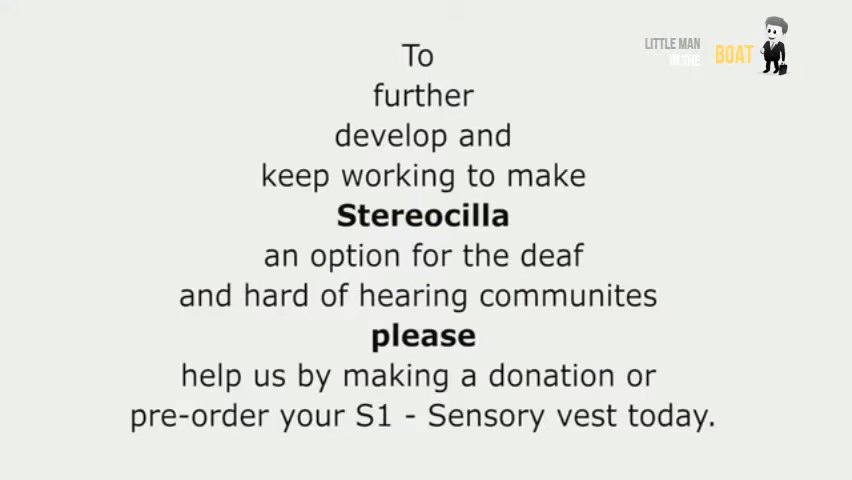 To
further
develop and
keep working to make
Stereocilla
an option for the deaf
and hard of hearing communites
please
help us by making a donation or
pre-order your S1 - Sensory vest today.
LITTLE MAN
IN THE
BOAT